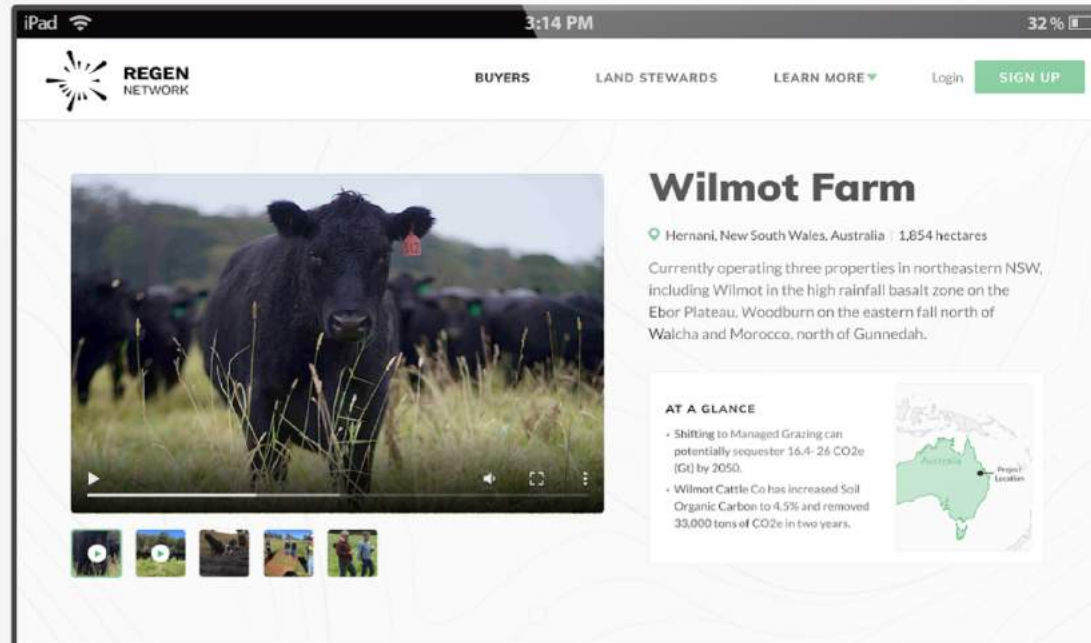 iPad
3:14 PM
32 %
REGEN
NETWORK
BUYERS
LAND STEWARDS
LEARN MORE
Login
SIGN UP
Wilmot Farm
Hernani, New South Wales, Australia | 1,854 hectares
Currently operating three properties in northeastern NSW,
including Wilmot in the high rainfall basalt zone on the
Ebor Plateau, Woodburn on the eastern fall north of
Walcha and Morocco, north of Gunnedah.
AT A GLANCE
• Shifting to Managed Grazing can
potentially sequester 16.4- 26 CO2e
(Gt) by 2050.
• Wilmot Cattle Co has increased Soil
Organic Carbon to 4.5% and removed
33,000 tons of CO2e in two years.
Australia
Project
Location